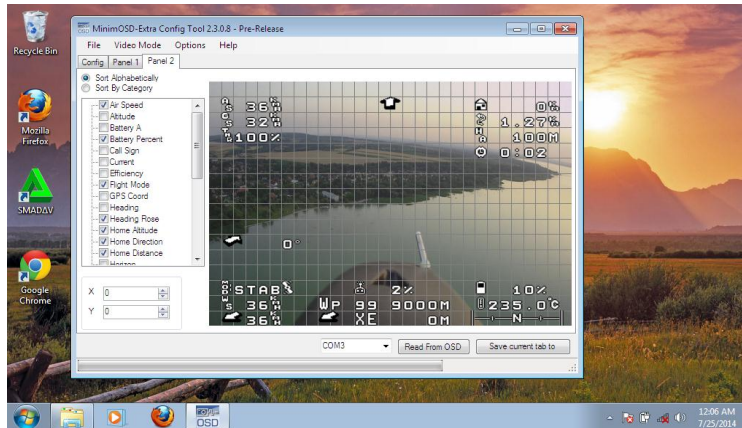 MinimOSD-Extra Config Tool 2.3.0.8 - Pre-Release
File Video Mode Options Help
Config Panel 1 Panel 2
Sort Alphabetically
Sort By Category
Air Speed
Altitude
Battery A
Battery Percent
Call Sign
Current
Efficiency
Flight Mode
GPS Coord
Heading
Heading Rose
Home Altitude
Home Direction
Home Distance
Horizon
X 0
Y 0
36
32
100%
0%
1.27%
100M
0:02
0°
STAB
2%
10%
36
WP 99 9000M
235.0°C
36
XE 0M
N
COM3 Read From OSD Save current tab to
Recycle Bin
Mozilla
Firefox
SMADΔV
Google
Chrome
OSD
12:06 AM
7/25/2014